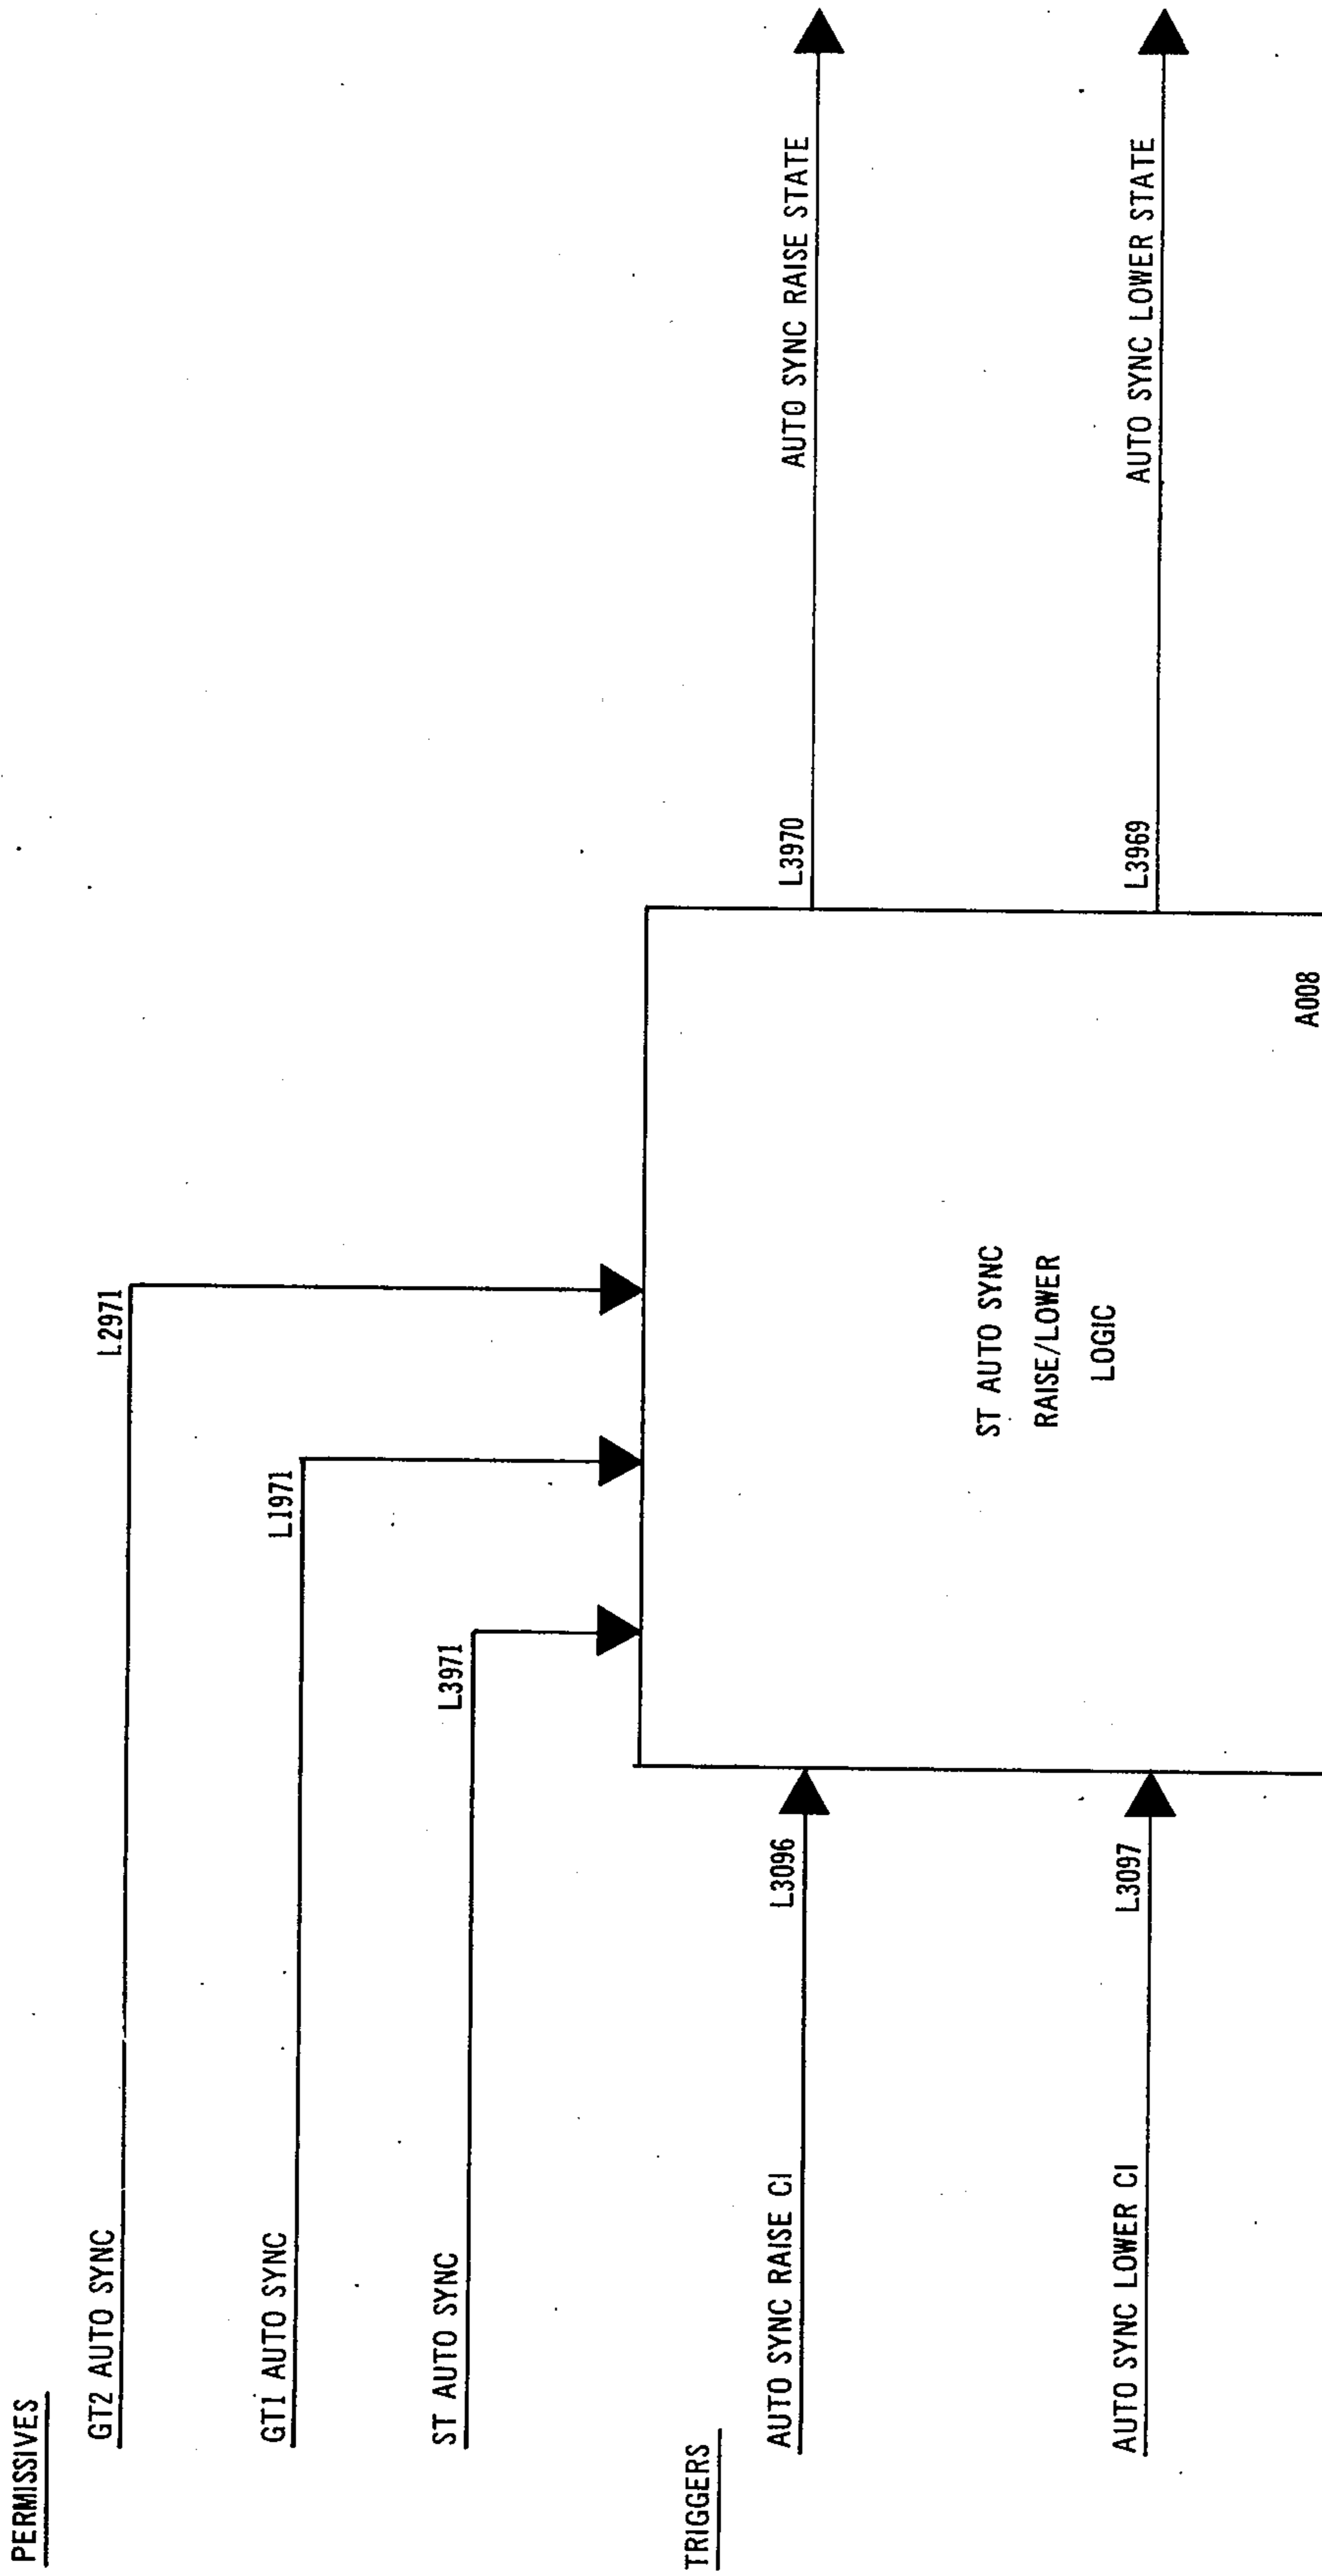 PERMISSIVES
GT2 AUTO SYNC
L2971
GT1 AUTO SYNC
L1971
ST AUTO SYNC
L3971
TRIGGERS
AUTO SYNC RAISE CI
L3096
AUTO SYNC LOWER CI
L3097
ST AUTO SYNC
RAISE/LOWER
LOGIC
A008
L3970
AUTO SYNC RAISE STATE
L3969
AUTO SYNC LOWER STATE